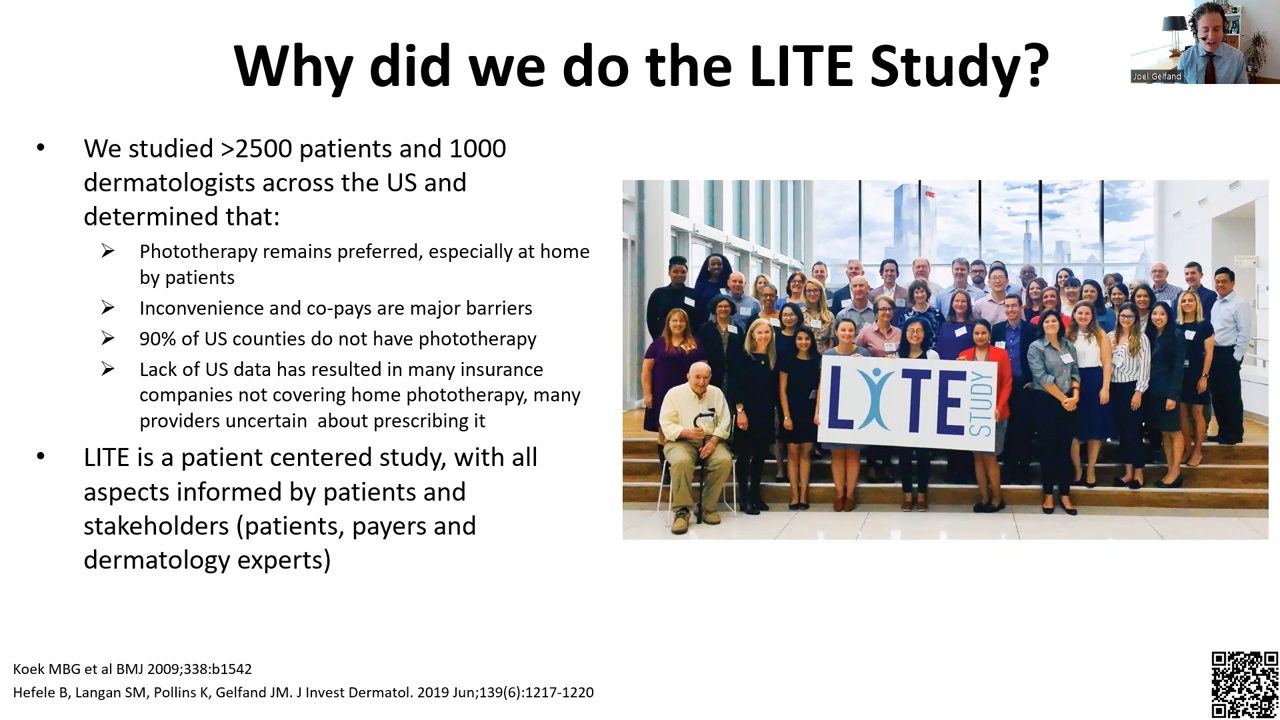 Why did we do the LITE Study?
Joel Gelfand
• We studied >2500 patients and 1000
dermatologists across the US and
determined that:
➢ Phototherapy remains preferred, especially at home
by patients
➢ Inconvenience and co-pays are major barriers
➢ 90% of US counties do not have phototherapy
➢ Lack of US data has resulted in many insurance
companies not covering home phototherapy, many
providers uncertain  about prescribing it
• LITE is a patient centered study, with all
aspects informed by patients and
stakeholders (patients, payers and
dermatology experts)
LITE STUDY
Koek MBG et al BMJ 2009;338:b1542
Hefele B, Langan SM, Pollins K, Gelfand JM. J Invest Dermatol. 2019 Jun;139(6):1217-1220